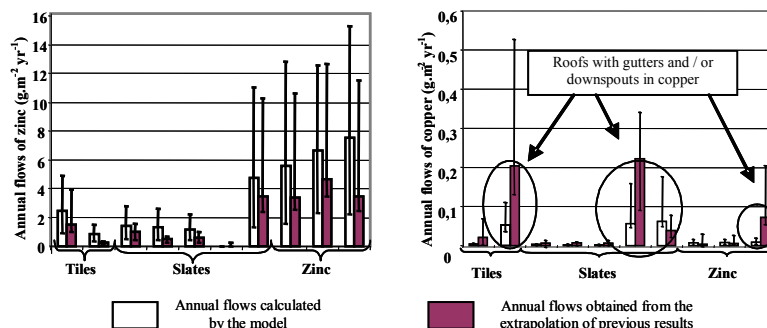 Annual flows of zinc (g.m-2 yr-1)
16
14
12
10
8
6
4
2
0
Tiles
Slates
Zinc
Annual flows of copper (g.m-2 yr-1)
0,6
0,5
0,4
0,3
0,2
0,1
0
Roofs with gutters and / or
downspouts in copper
Tiles
Slates
Zinc
Annual flows calculated
by the model
Annual flows obtained from the
extrapolation of previous results